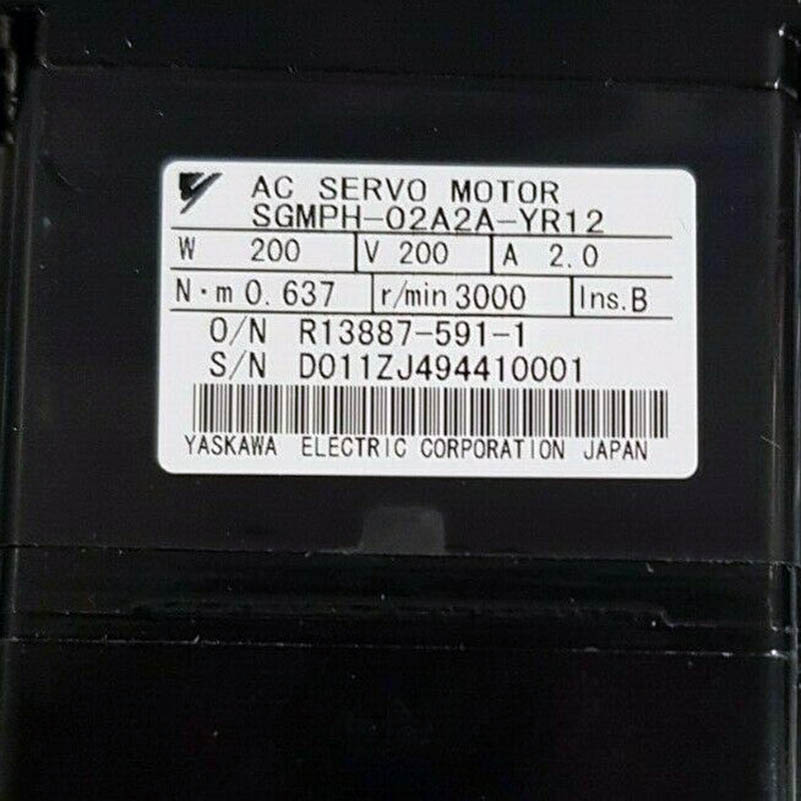 AC SERVO MOTOR
SGMPH-02A2A-YR12
W 200 V 200 A 2.0
N·m 0.637 r/min 3000 Ins.B
O/N R13887-591-1
S/N D011ZJ494410001
YASKAWA ELECTRIC CORPORATION JAPAN